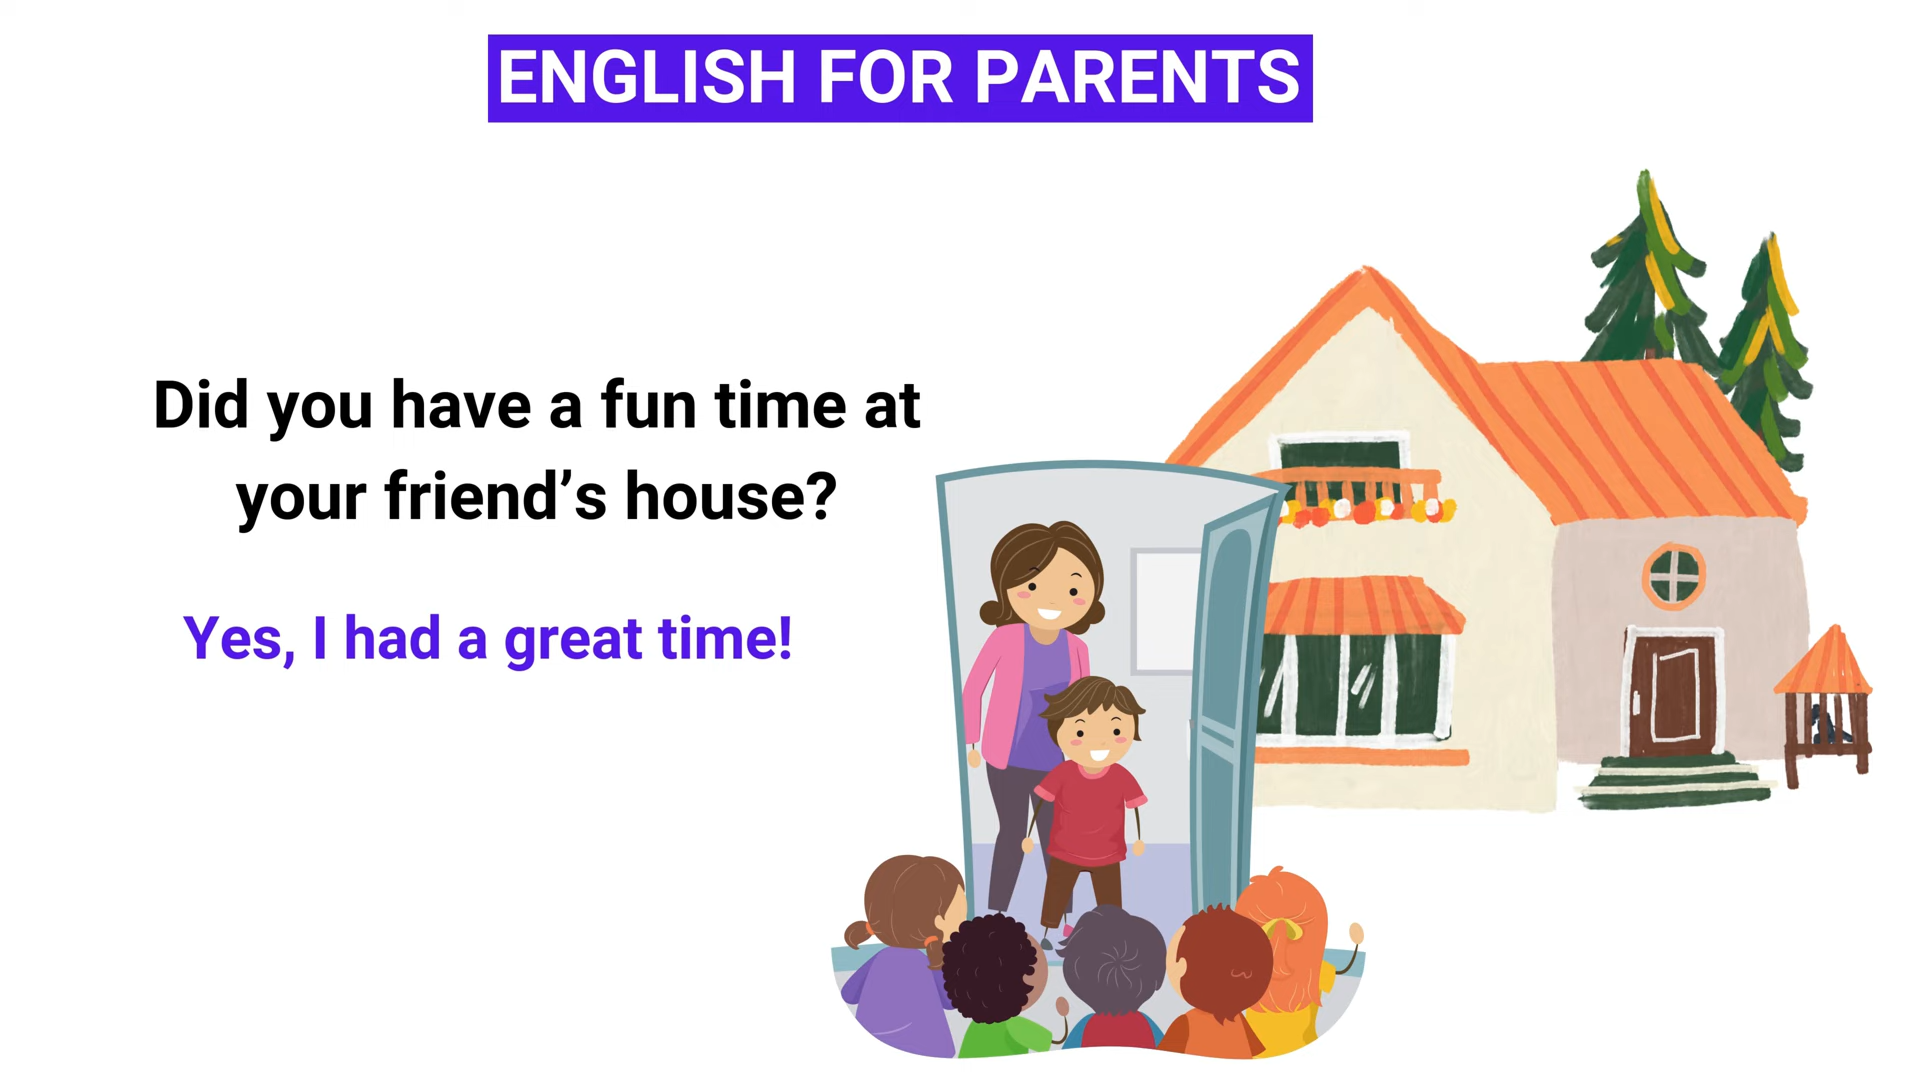 ENGLISH FOR PARENTS
Did you have a fun time at
your friend’s house?
Yes, I had a great time!